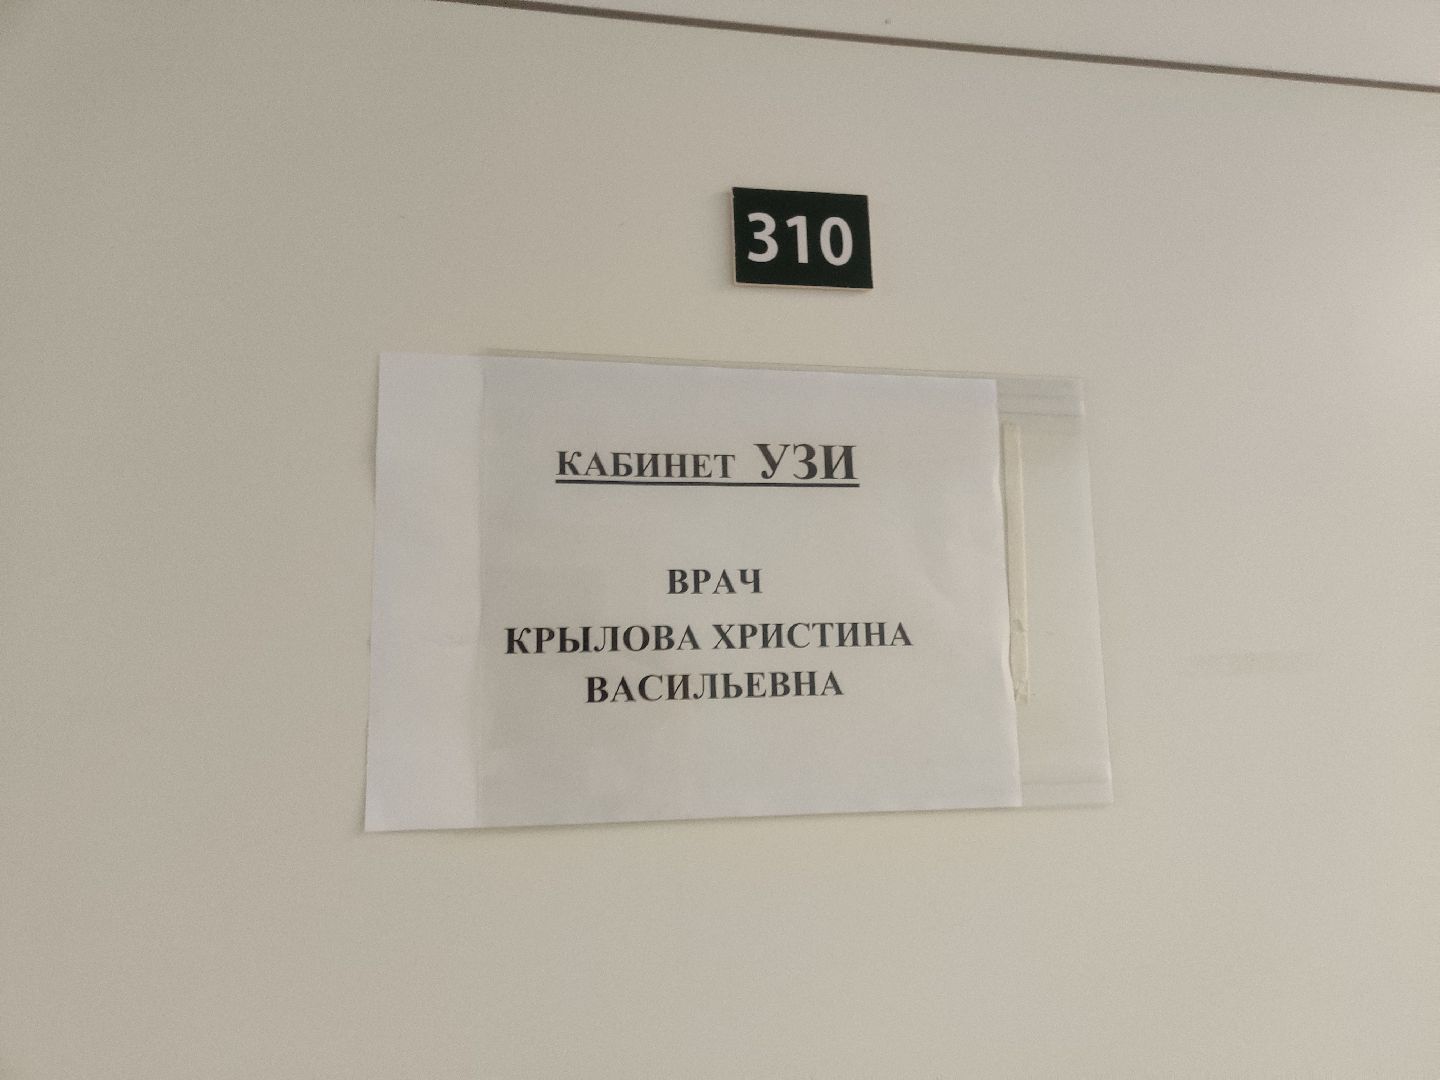 310
КАБИНЕТ УЗИ
ВРАЧ
КРЫЛОВА ХРИСТИНА
ВАСИЛЬЕВНА